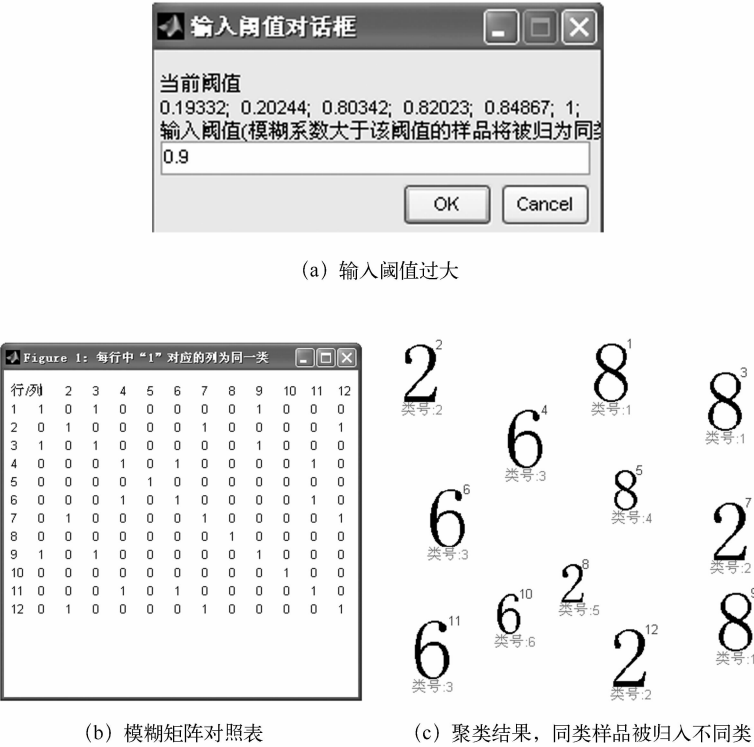 输入阈值对话框
当前阈值
0.19332; 0.20244; 0.80342; 0.82023; 0.84867; 1;
输入阈值(模糊系数大于该阈值的样品将被归为同类
0.9
OK Cancel
(a) 输入阈值过大
Figure 1: 每行中“1”对应的列为同一类
行/列 2 3 4 5 6 7 8 9 10 11 12
1 1 0 1 0 0 0 0 0 1 0 0 0
2 0 1 0 0 0 0 1 0 0 0 0 1
3 1 0 1 0 0 0 0 0 1 0 0 0
4 0 0 0 1 0 1 0 0 0 0 1 0
5 0 0 0 0 1 0 0 0 0 0 0 0
6 0 0 0 1 0 1 0 0 0 0 1 0
7 0 1 0 0 0 0 1 0 0 0 0 1
8 0 0 0 0 0 0 0 1 0 0 0 0
9 1 0 1 0 0 0 0 0 1 0 0 0
10 0 0 0 0 0 0 0 0 0 1 0 0
11 0 0 0 1 0 1 0 0 0 0 1 0
12 0 1 0 0 0 0 1 0 0 0 0 1
(b) 模糊矩阵对照表
2 2
类号:2
8 1
类号:1
8 3
类号:1
6 4
类号:3
8 5
类号:4
6 6
类号:3
2 7
类号:2
2 8
类号:5
6 10
类号:6
8 9
类号:1
6 11
类号:3
2 12
类号:2
(c) 聚类结果，同类样品被归入不同类